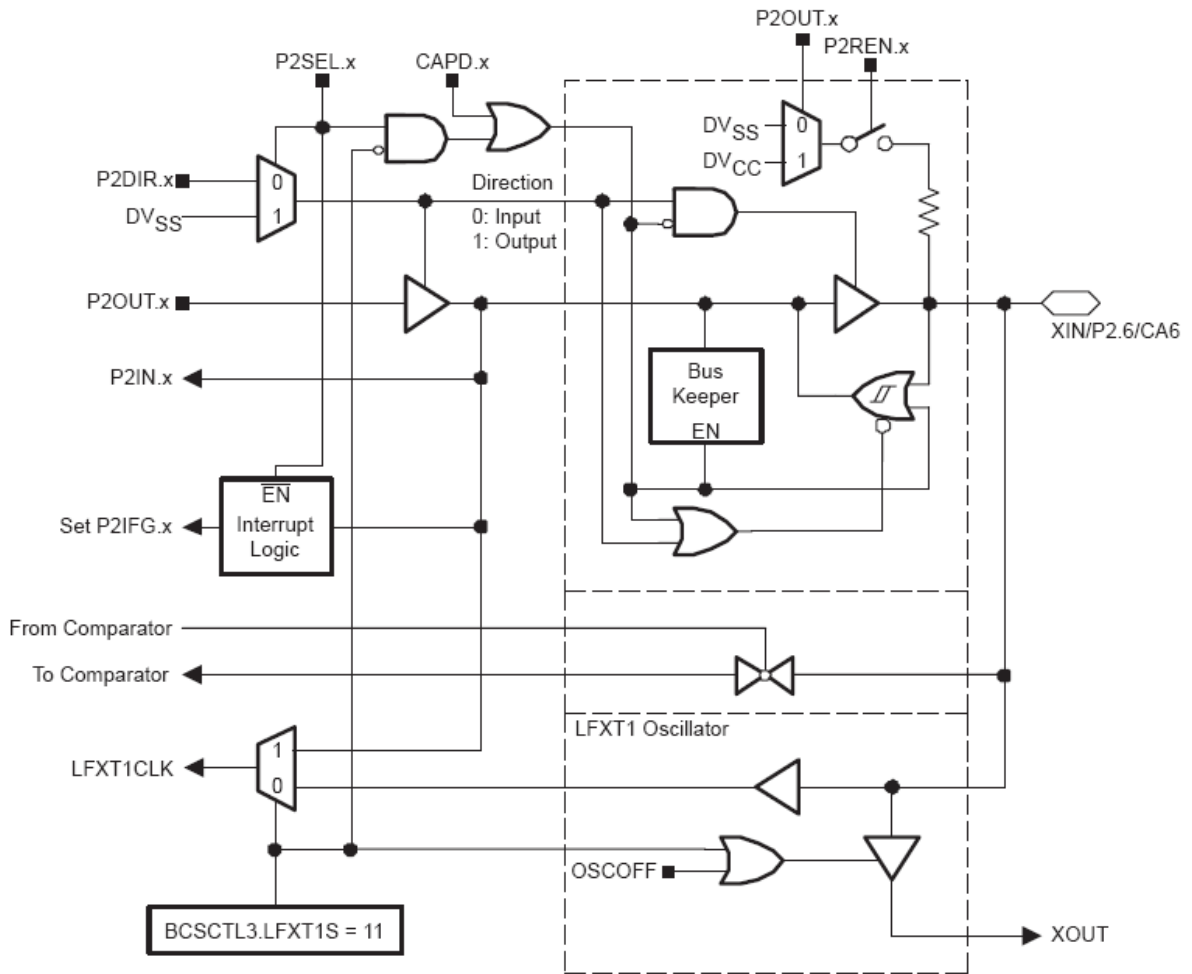 P2OUT.x
P2REN.x
P2SEL.x
CAPD.x
DVSS
0
DVCC
1
P2DIR.x
0
DVSS
1
Direction
0: Input
1: Output
P2OUT.x
XIN/P2.6/CA6
P2IN.x
Bus
Keeper
EN
EN
Set P2IFG.x
Interrupt
Logic
From Comparator
To Comparator
LFXT1 Oscillator
1
LFXT1CLK
0
OSCOFF
BCSCTL3.LFXT1S = 11
XOUT